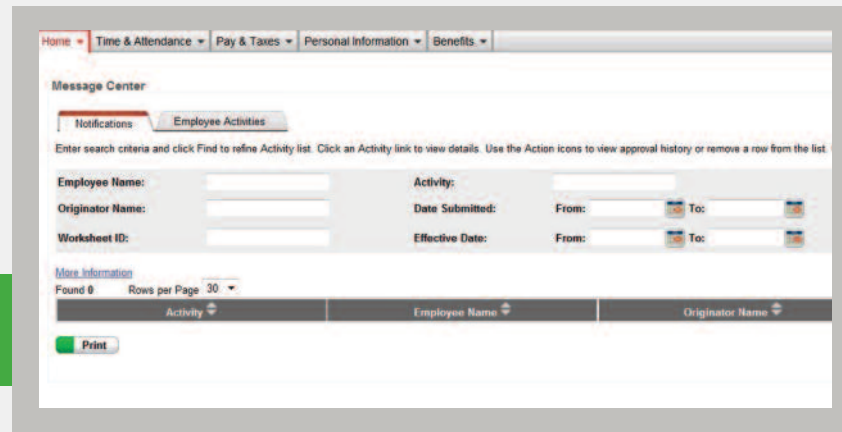 Home Time & Attendance Pay & Taxes Personal Information Benefits
Message Center
Notifications Employee Activities
Enter search criteria and click Find to refine Activity list. Click an Activity link to view details. Use the Action icons to view approval history or remove a row from the list.
Employee Name: Activity:
Originator Name: Date Submitted: From: To:
Worksheet ID: Effective Date: From: To:
More Information
Found 0 Rows per Page 30
Activity Employee Name Originator Name
Print